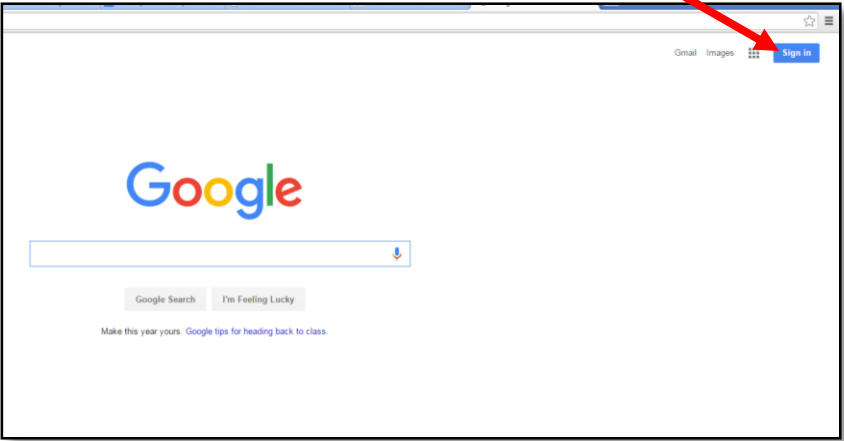 Gmail Images Sign in
Google
Google Search I'm Feeling Lucky
Make this year yours. Google tips for heading back to class.